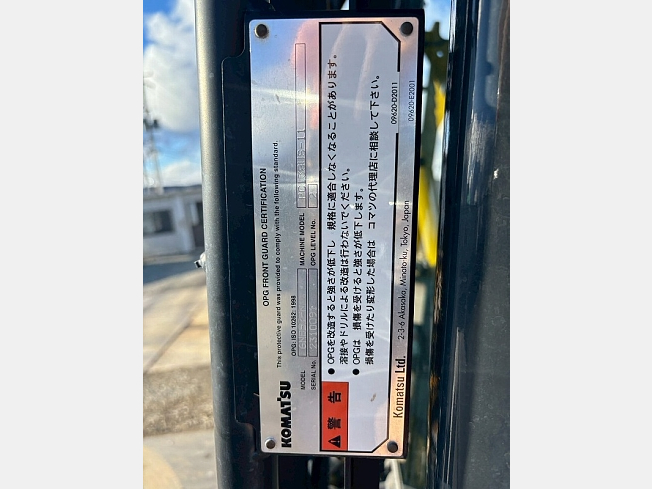 OPG FRONT GUARD CERTIFICATION
This protective guard was provided to comply with the following standard.
OPG: ISO 10262: 1998
KOMATSU
MODEL MACHINE MODEL
SERIAL No. OPG LEVEL No.
警告
● OPGを改造すると強さが低下し 規格に適合しなくなることがあります。
溶接やドリルによる改造は行わないでください。
● OPGは 損傷を受けると強さが低下します。
損傷を受けたり変形した場合は コマツの代理店に相談して下さい。
09620-D2011
Komatsu Ltd. 2-3-6 Akasaka, Minato ku, Tokyo, Japan
09620-E2001